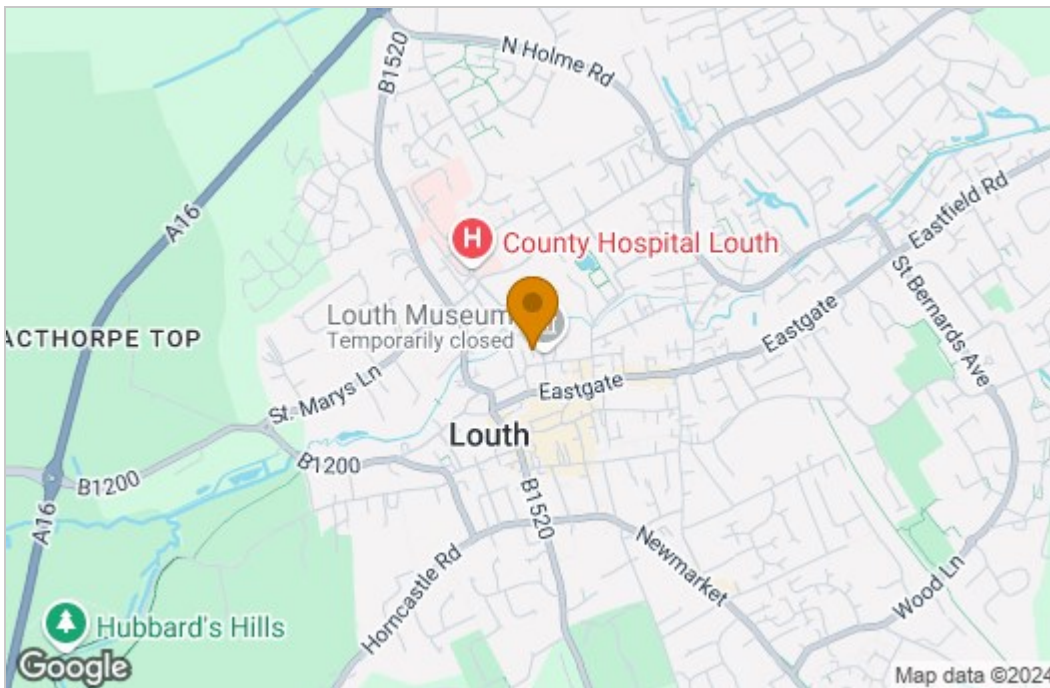 B1520
N Holme Rd
A16
H
County Hospital Louth
Eastfield Rd
Louth Museum
Temporarily closed
ACTHORPE TOP
St. Marys Ln
Eastgate
Eastgate
St Bernards Ave
Louth
B1200
B1200
B1520
A16
Horncastle Rd
Newmarket
Wood Ln
Hubbard's Hills
Google
Map data ©2024